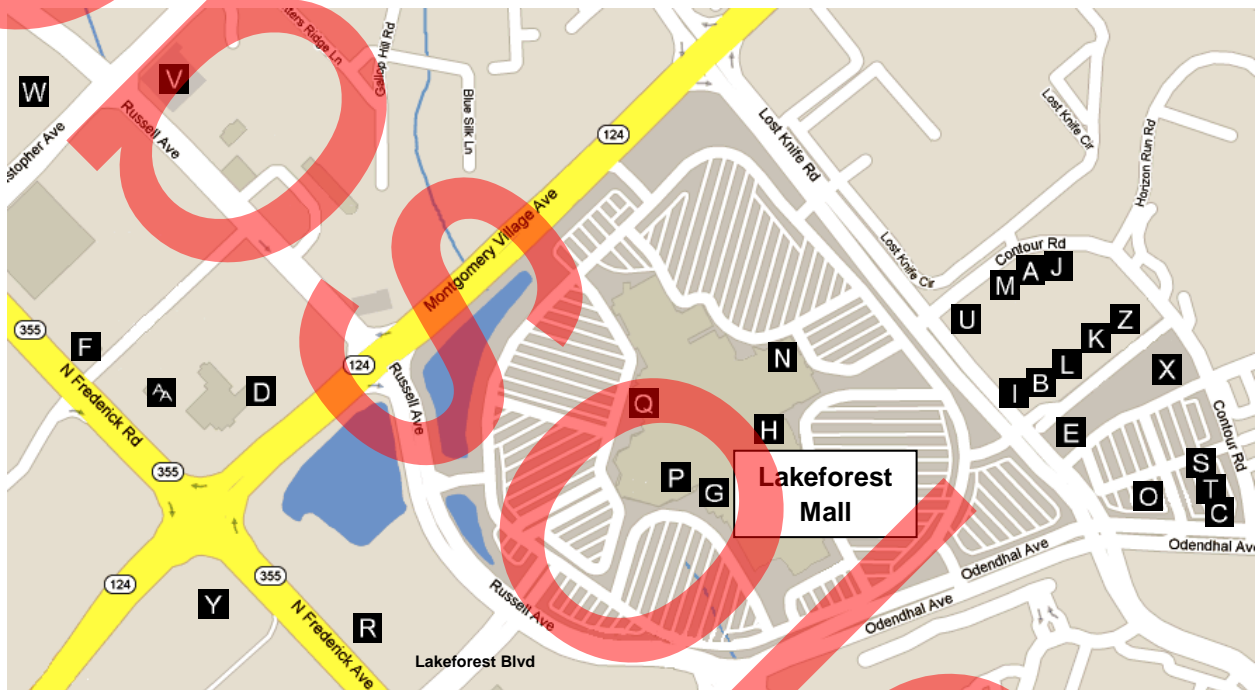 ters Ridge Ln
Gallop Hill Rd
W
V
Blue Silk Ln
Lost Knife Cir
Russell Ave
stopher Ave
124
Lost Knife Rd
Horizon Run Rd
Montgomery Village Ave
Lost Knife Cir
Contour Rd
M
A
J
U
355
F
124
Z
K
N
L
X
Russell Ave
AA
D
Q
I
B
N Frederick Rd
H
E
Contour Rd
355
P
G
Lakeforest
Mall
S
T
O
C
Odendhal Ave
Odendhal Ave
124
355
Y
R
N Frederick Ave
Russell Ave
Odendhal Ave
Lakeforest Blvd